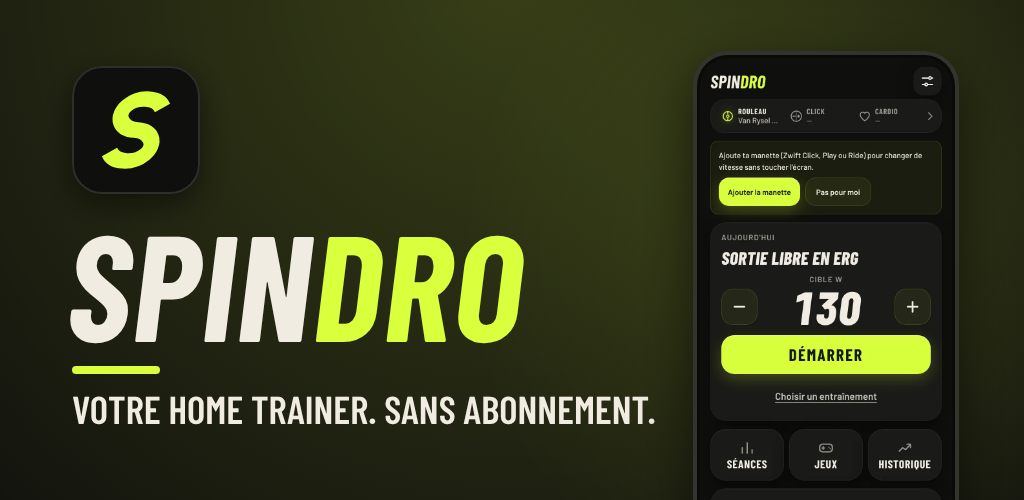 S
SPINDRO
VOTRE HOME TRAINER. SANS ABONNEMENT.
SPINDRO
ROULEAU
Van Rysel ...
CLICK
–
CARDIO
–
Ajoute ta manette (Zwift Click, Play ou Ride) pour changer de
vitesse sans toucher l'écran.
Ajouter la manette
Pas pour moi
AUJOURD'HUI
SORTIE LIBRE EN ERG
CIBLE W
− 130 +
DÉMARRER
Choisir un entraînement
SÉANCES
JEUX
HISTORIQUE